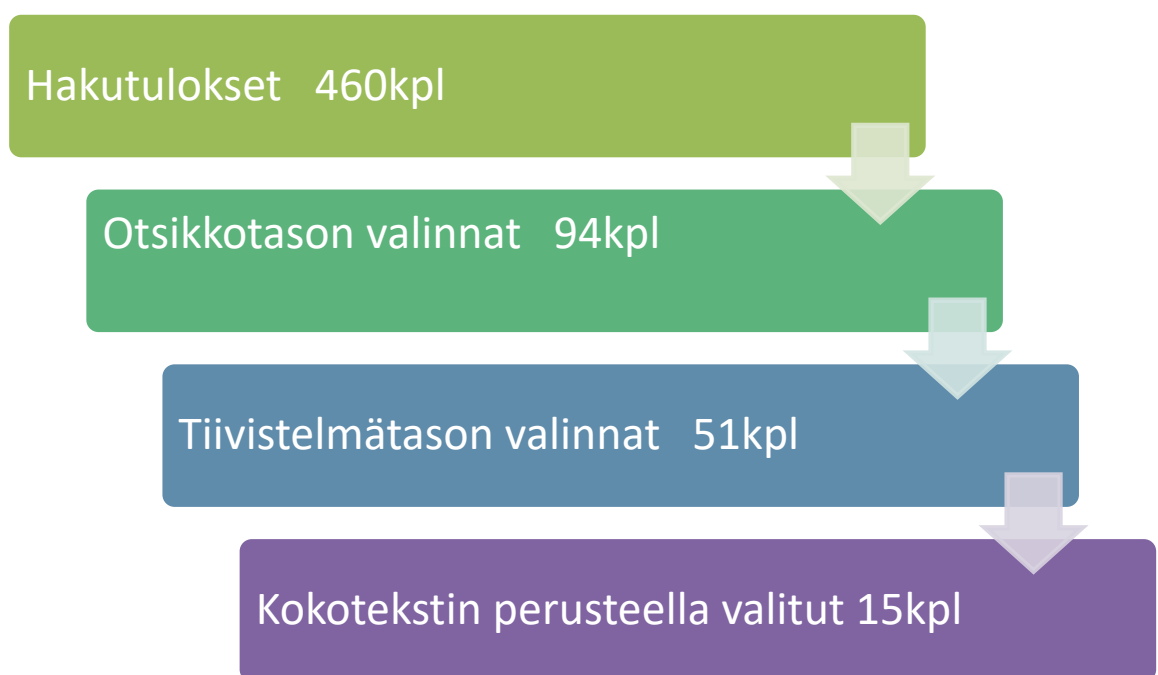 Hakutulokset 460kpl
Otsikkotason valinnat 94kpl
Tiivistelmätason valinnat 51kpl
Kokotekstin perusteella valitut 15kpl